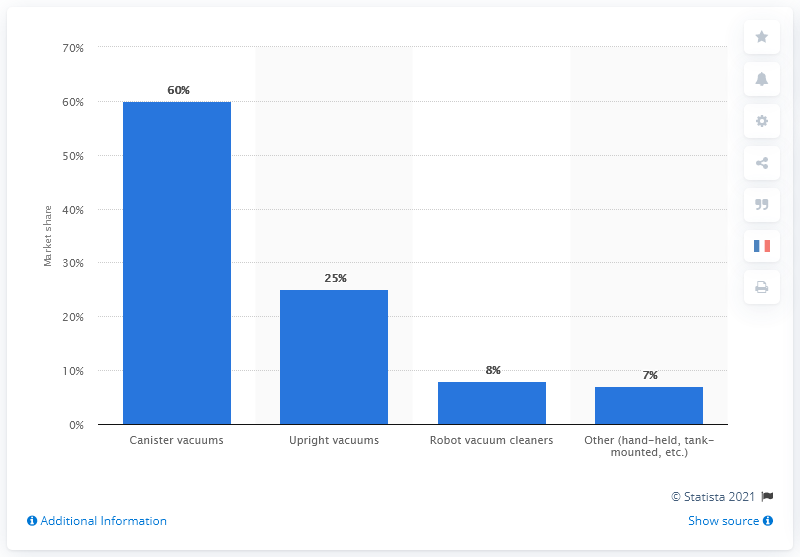 70%
60%
50%
40%
30%
20%
10%
0%
Market share
60%
25%
8%
7%
Canister vacuums
Upright vacuums
Robot vacuum cleaners
Other (hand-held, tank-
mounted, etc.)
© Statista 2021
Additional Information
Show source